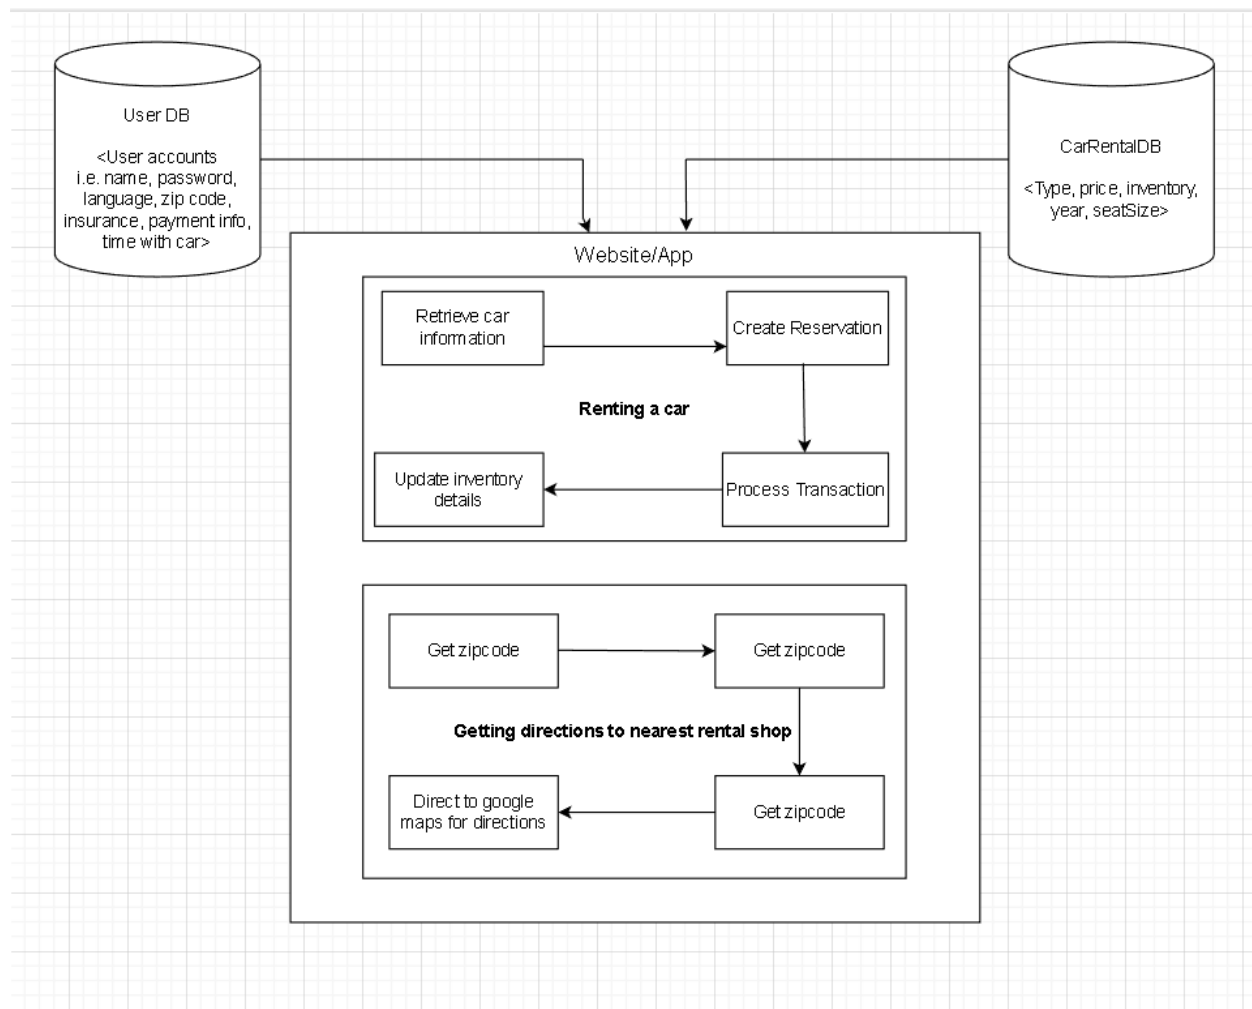 User DB
<User accounts
i.e. name, password,
language, zip code,
insurance, payment info,
time with car>
CarRentalDB
<Type, price, inventory,
year, seatSize>
Website/App
Retrieve car
information
Create Reservation
Renting a car
Update inventory
details
Process Transaction
Get zipcode
Get zipcode
Getting directions to nearest rental shop
Direct to google
maps for directions
Get zipcode